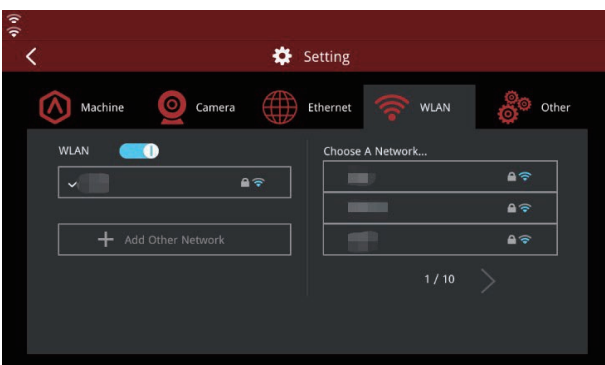 Setting
Machine
Camera
Ethernet
WLAN
Other
WLAN
Choose A Network...
Add Other Network
1 / 10